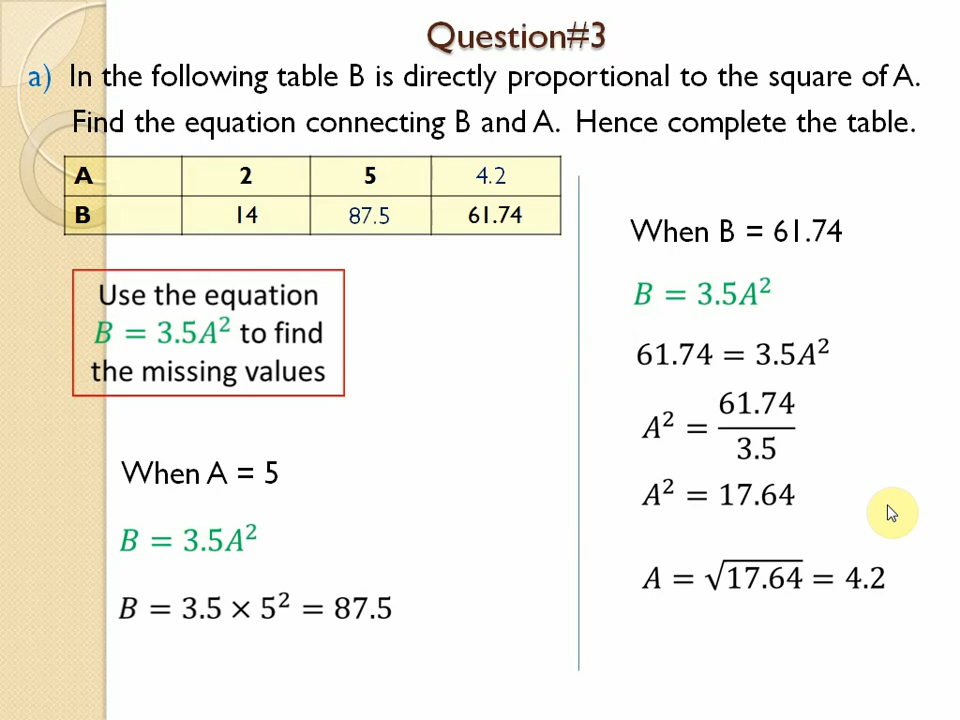 Question#3
a) In the following table B is directly proportional to the square of A.
Find the equation connecting B and A. Hence complete the table.
A 2 5 4.2
B 14 87.5 61.74
Use the equation
B = 3.5A² to find
the missing values
When A = 5
B = 3.5A²
B = 3.5 × 5² = 87.5
When B = 61.74
B = 3.5A²
61.74 = 3.5A²
A² = 61.74/3.5
A² = 17.64
A = √17.64 = 4.2